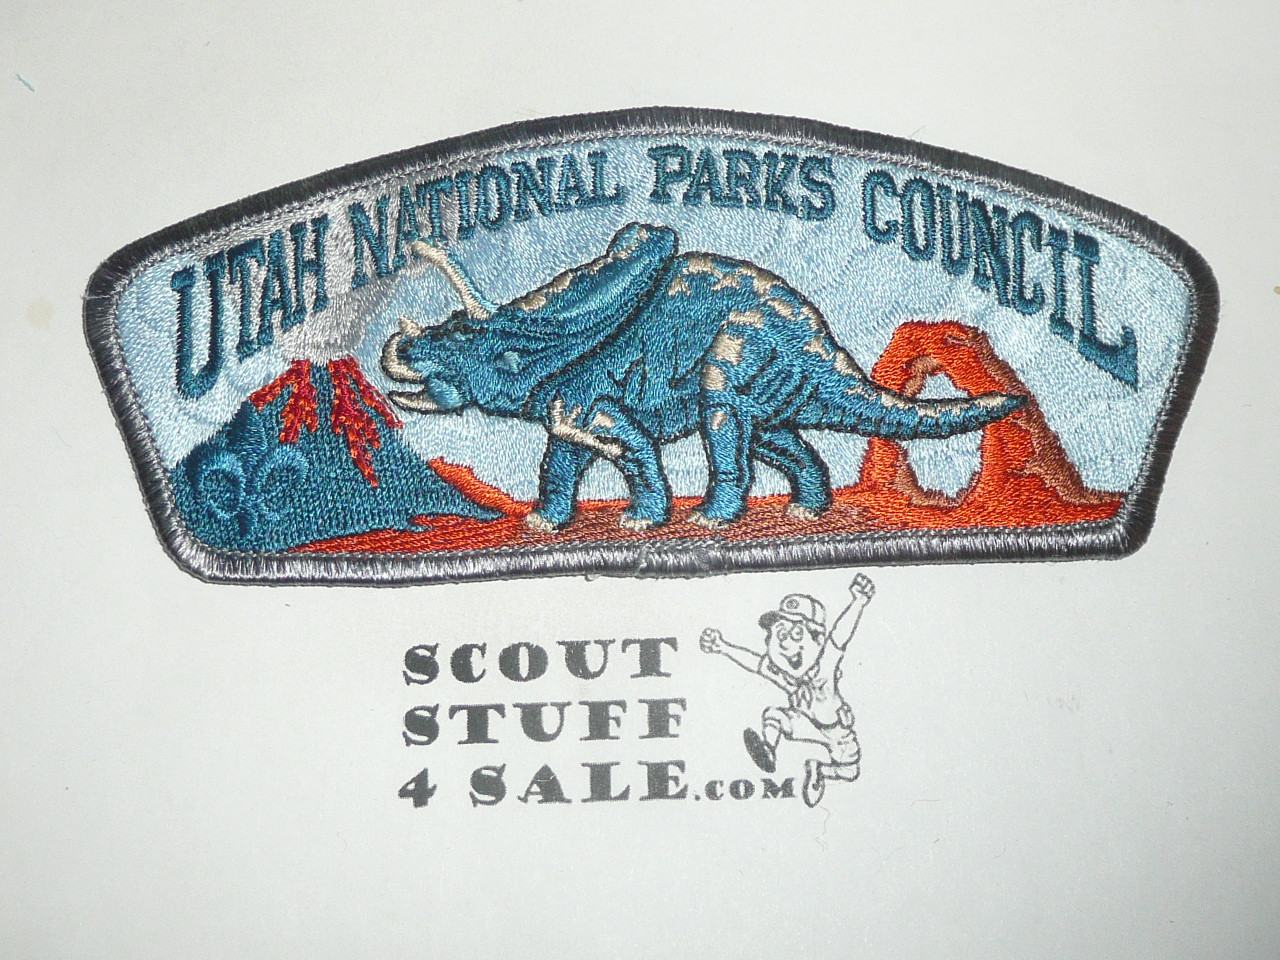 UTAH NATIONAL PARKS COUNCIL
SCOUT
STUFF
4 SALE.COM